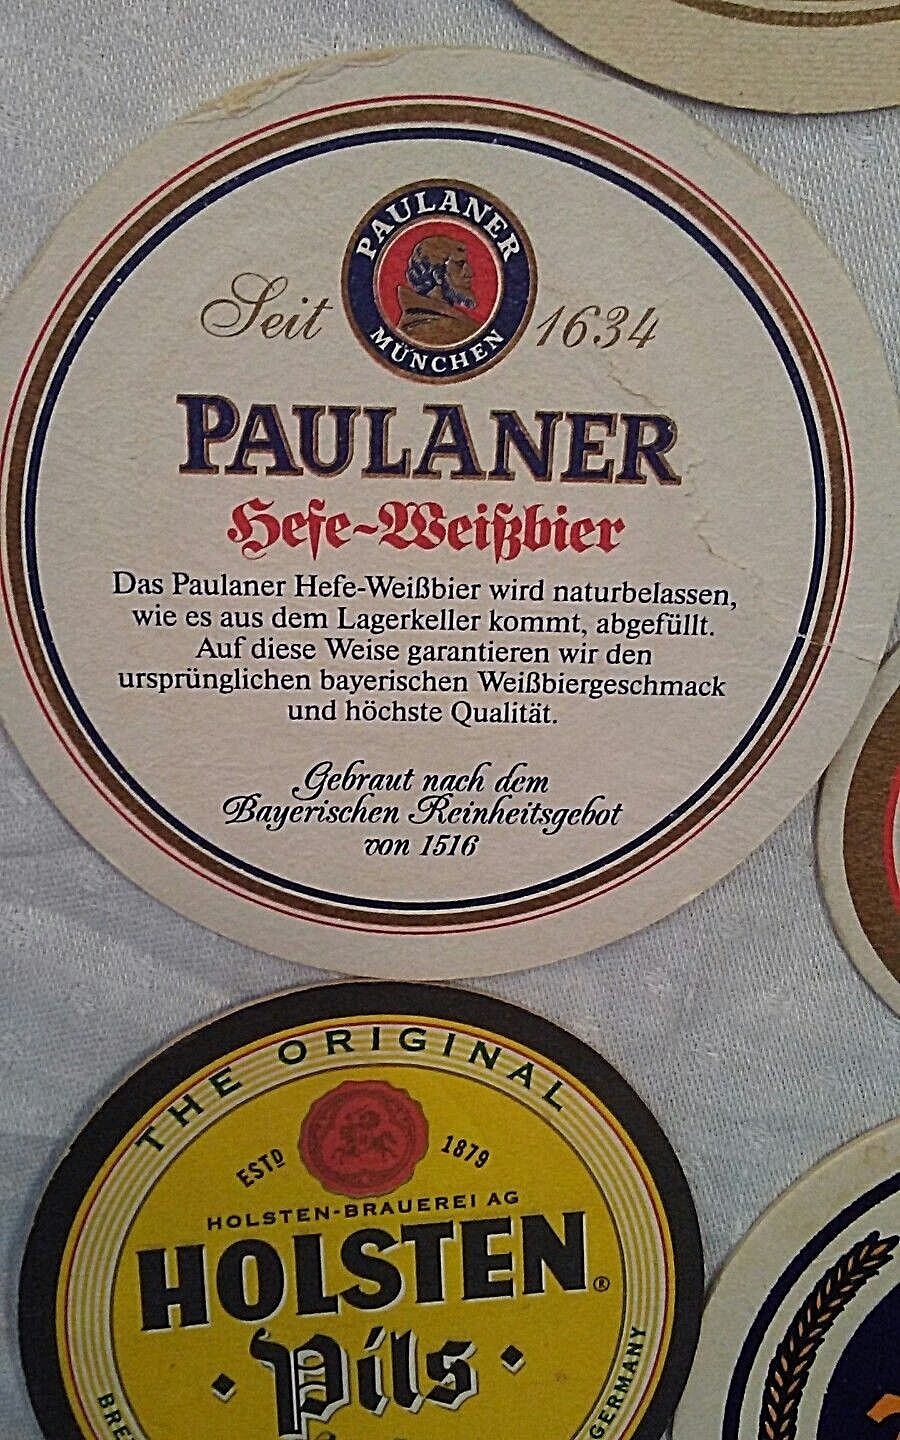 PAULANER
MÜNCHEN
Seit 1634
PAULANER
Hefe-Weißbier
Das Paulaner Hefe-Weißbier wird naturbelassen,
wie es aus dem Lagerkeller kommt, abgefüllt.
Auf diese Weise garantieren wir den
ursprünglichen bayerischen Weißbiergeschmack
und höchste Qualität.
Gebraut nach dem
Bayerischen Reinheitsgebot
von 1516
THE ORIGINAL
ESTD 1879
HOLSTEN-BRAUEREI AG
HOLSTEN®
· Pils ·
GERMANY